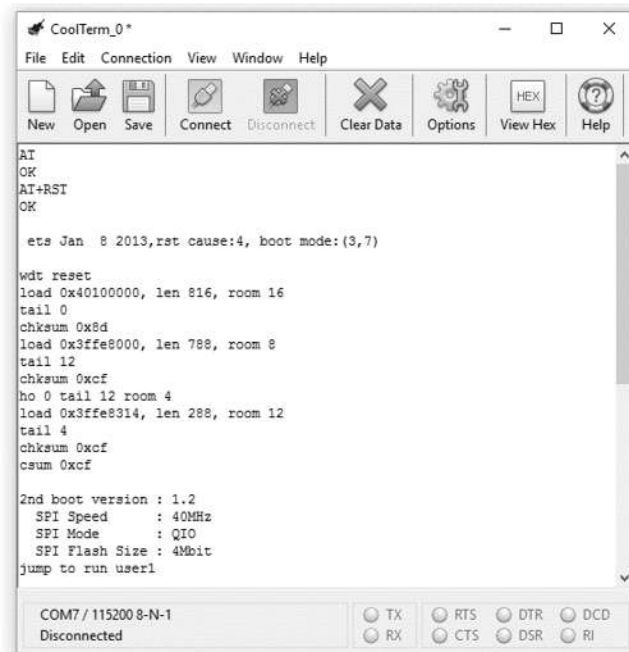 CoolTerm_0 *
File Edit Connection View Window Help
New Open Save Connect Disconnect Clear Data Options HEX View Hex Help
AT
OK
AT+RST
OK
ets Jan  8 2013,rst cause:4, boot mode:(3,7)
wdt reset
load 0x40100000, len 816, room 16
tail 0
chksum 0x8d
load 0x3ffe8000, len 788, room 8
tail 12
chksum 0xcf
ho 0 tail 12 room 4
load 0x3ffe8314, len 288, room 12
tail 4
chksum 0xcf
csum 0xcf
2nd boot version : 1.2
SPI Speed      : 40MHz
SPI Mode       : QIO
SPI Flash Size : 4Mbit
jump to run user1
COM7 / 115200 8-N-1 TX RTS DTR DCD
Disconnected RX CTS DSR RI